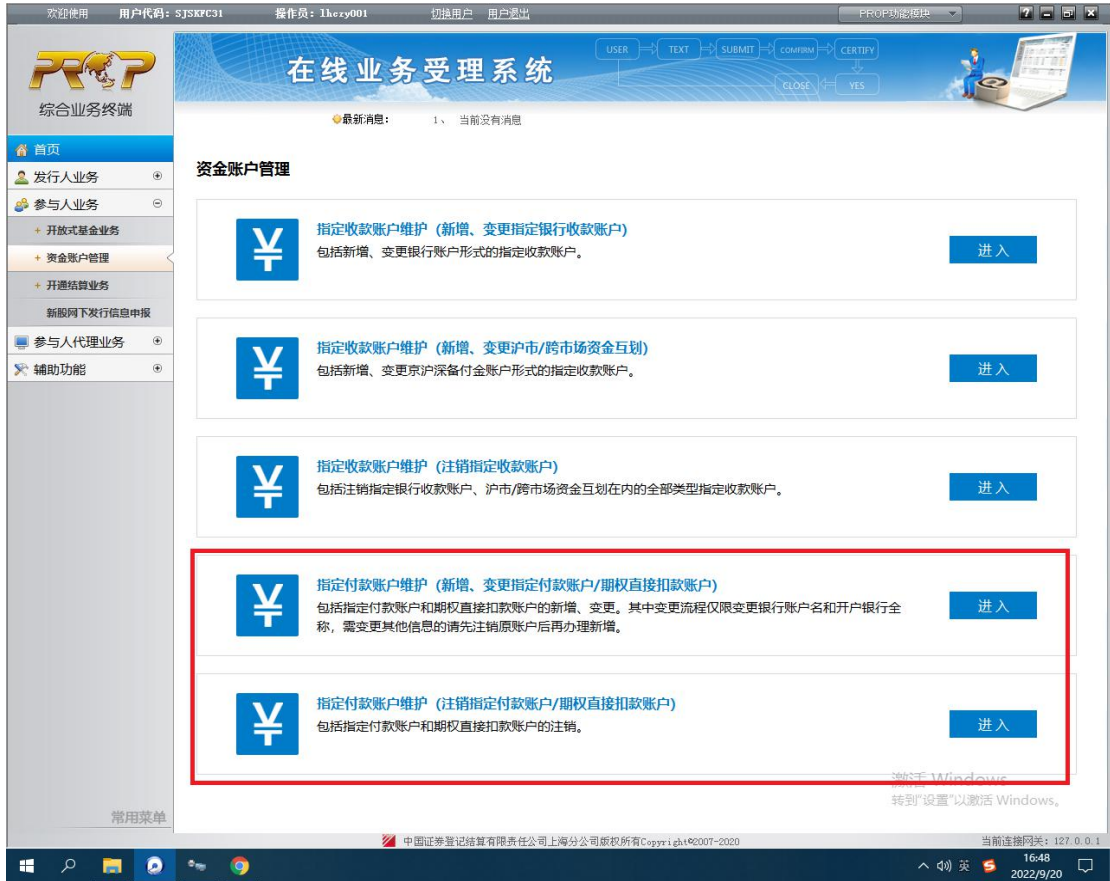 欢迎使用 用户代码: SJSKFC31 操作员: lhczy001 切换用户 用户退出 PROP功能模块
PROP
综合业务终端
在线业务受理系统
USER TEXT SUBMIT COMFIRM CERTIFY
CLOSE YES
最新消息: 1、 当前没有消息
首页
发行人业务
参与人业务
+ 开放式基金业务
+ 资金账户管理
+ 开通结算业务
新股网下发行信息申报
参与人代理业务
辅助功能
常用菜单
资金账户管理
指定收款账户维护（新增、变更指定银行收款账户）
包括新增、变更银行账户形式的指定收款账户。
进入
指定收款账户维护（新增、变更沪市/跨市场资金互划）
包括新增、变更京沪深备付金账户形式的指定收款账户。
进入
指定收款账户维护（注销指定收款账户）
包括注销指定银行收款账户、沪市/跨市场资金互划在内的全部类型指定收款账户。
进入
指定付款账户维护（新增、变更指定付款账户/期权直接扣款账户）
包括指定付款账户和期权直接扣款账户的新增、变更。其中变更流程仅限变更银行账户名和开户银行全
称，需变更其他信息的请先注销原账户后再办理新增。
进入
指定付款账户维护（注销指定付款账户/期权直接扣款账户）
包括指定付款账户和期权直接扣款账户的注销。
进入
激活 Windows
转到"设置"以激活 Windows。
中国证券登记结算有限责任公司上海分公司版权所有Copyright©2007-2020 当前连接网关: 127.0.0.1
英 16:48
2022/9/20